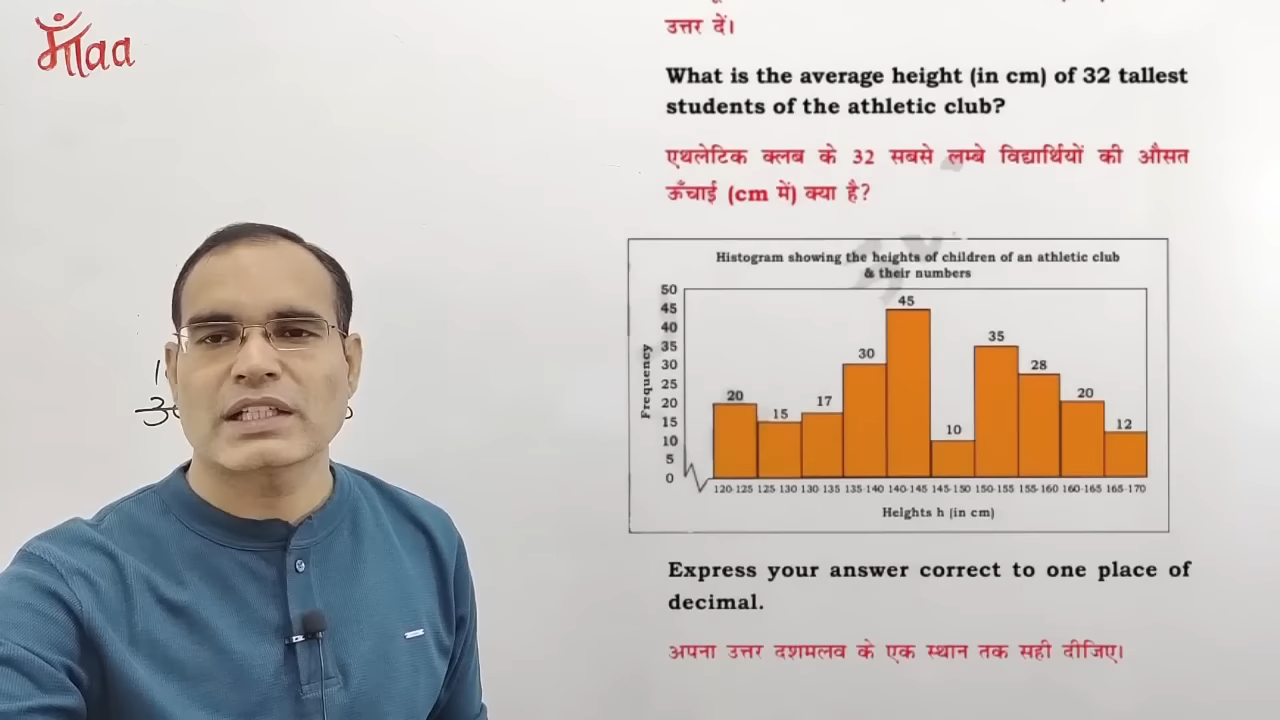 माँaa
उत्तर दें।
What is the average height (in cm) of 32 tallest
students of the athletic club?
एथलेटिक क्लब के 32 सबसे लम्बे विद्यार्थियों की औसत
ऊँचाई (cm में) क्या है?
Histogram showing the heights of children of an athletic club
& their numbers
50
45
40
35
30
25
20
15
10
5
0
Frequency
20
15
17
30
45
10
35
28
20
12
120-125 125-130 130-135 135-140 140-145 145-150 150-155 155-160 160-165 165-170
Heights h (in cm)
Express your answer correct to one place of
decimal.
अपना उत्तर दशमलव के एक स्थान तक सही दीजिए।